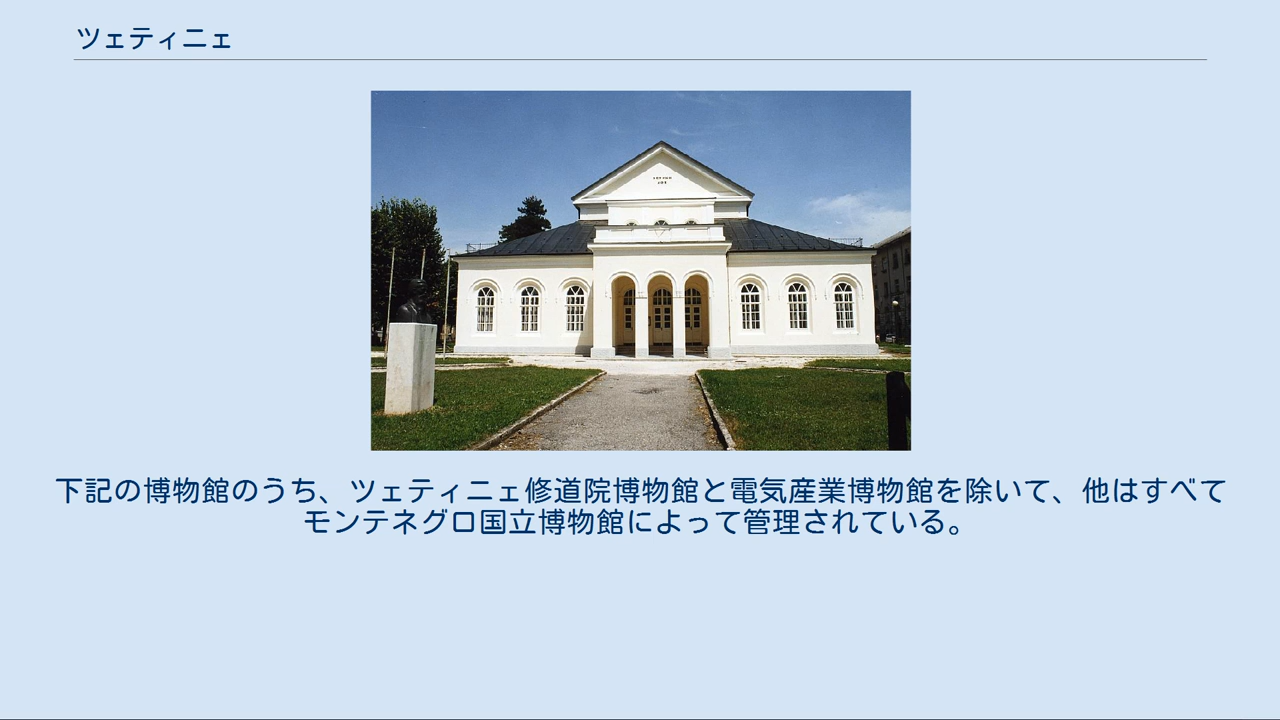 ツェティニェ
下記の博物館のうち、ツェティニェ修道院博物館と電気産業博物館を除いて、他はすべて
モンテネグロ国立博物館によって管理されている。